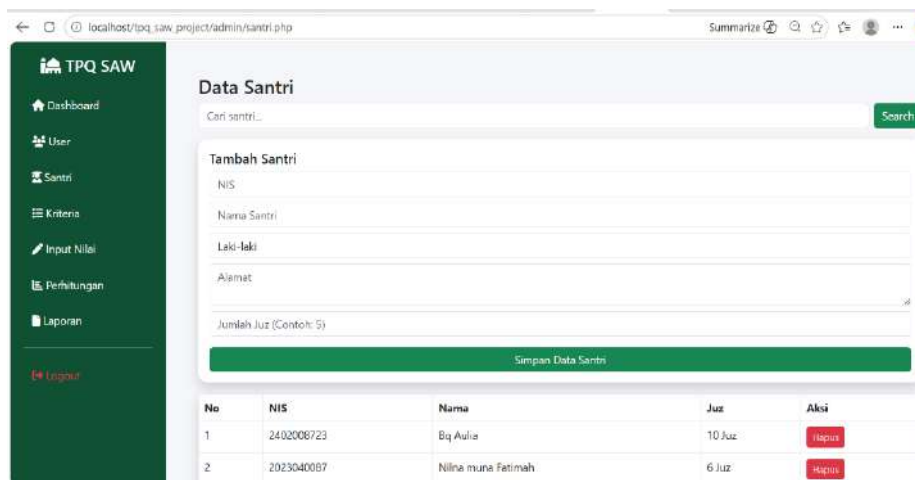 localhost/tpq_saw_project/admin/santri.php
Summarize
TPQ SAW
Dashboard
User
Santri
Kriteria
Input Nilai
Perhitungan
Laporan
Logout
Data Santri
Cari santri...
Search
Tambah Santri
NIS
Nama Santri
Laki-laki
Alamat
Jumlah Juz (Contoh: 5)
Simpan Data Santri
No NIS Nama Juz Aksi
1 2402008723 Bq Aulia 10 Juz Hapus
2 2023040087 Nilna muna Fatimah 6 Juz Hapus